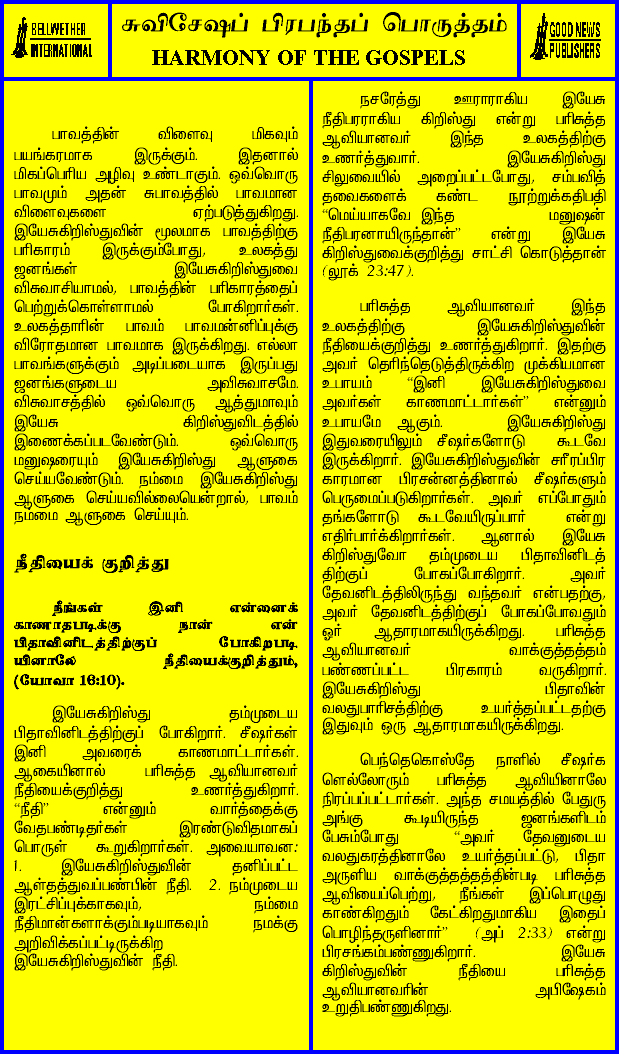 BELLWETHER
INTERNATIONAL
சுவிசேஷப் பிரபந்தப் பொருத்தம்
HARMONY OF THE GOSPELS
GOOD NEWS
PUBLISHERS
பாவத்தின் விளைவு மிகவும்
பயங்கரமாக இருக்கும். இதனால்
மிகப்பெரிய அழிவு உண்டாகும். ஒவ்வொரு
பாவமும் அதன் சுபாவத்தில் பாவமான
விளைவுகளை ஏற்படுத்துகிறது.
இயேசுகிறிஸ்துவின் மூலமாக பாவத்திற்கு
பரிகாரம் இருக்கும்போது, உலகத்து
ஜனங்கள் இயேசுகிறிஸ்துவை
விசுவாசியாமல், பாவத்தின் பரிகாரத்தைப்
பெற்றுக்கொள்ளாமல் போகிறார்கள்.
உலகத்தாரின் பாவம் பாவமன்னிப்புக்கு
விரோதமான பாவமாக இருக்கிறது. எல்லா
பாவங்களுக்கும் அடிப்படையாக இருப்பது
ஜனங்களுடைய அவிசுவாசமே.
விசுவாசத்தில் ஒவ்வொரு ஆத்துமாவும்
இயேசு கிறிஸ்துவிடத்தில்
இணைக்கப்படவேண்டும். ஒவ்வொரு
மனுஷரையும் இயேசுகிறிஸ்து ஆளுகை
செய்யவேண்டும். நம்மை இயேசுகிறிஸ்து
ஆளுகை செய்யவில்லையென்றால், பாவம்
நம்மை ஆளுகை செய்யும்.
நீதியைக் குறித்து
நீங்கள் இனி என்னைக்
காணாதபடிக்கு நான் என்
பிதாவினிடத்திற்குப் போகிறபடி
யினாலே நீதியைக்குறித்தும்,
(யோவா 16:10).
இயேசுகிறிஸ்து தம்முடைய
பிதாவினிடத்திற்குப் போகிறார். சீஷர்கள்
இனி அவரைக் காணமாட்டார்கள்.
ஆகையினால் பரிசுத்த ஆவியானவர்
நீதியைக்குறித்து உணர்த்துகிறார்.
“நீதி” என்னும் வார்த்தைக்கு
வேதபண்டிதர்கள் இரண்டுவிதமாகப்
பொருள் கூறுகிறார்கள். அவையாவன:
1. இயேசுகிறிஸ்துவின் தனிப்பட்ட
ஆள்தத்துவப்பண்பின் நீதி. 2. நம்முடைய
இரட்சிப்புக்காகவும், நம்மை
நீதிமான்களாக்கும்படியாகவும் நமக்கு
அறிவிக்கப்பட்டிருக்கிற
இயேசுகிறிஸ்துவின் நீதி.
நசரேத்து ஊராராகிய இயேசு
நீதிபரராகிய கிறிஸ்து என்று பரிசுத்த
ஆவியானவர் இந்த உலகத்திற்கு
உணர்த்துவார். இயேசுகிறிஸ்து
சிலுவையில் அறைப்பட்டபோது, சம்பவித்
தவைகளைக் கண்ட நூற்றுக்கதிபதி
“மெய்யாகவே இந்த மனுஷன்
நீதிபரனாயிருந்தான்” என்று இயேசு
கிறிஸ்துவைக்குறித்து சாட்சி கொடுத்தான்
(லூக் 23:47).
பரிசுத்த ஆவியானவர் இந்த
உலகத்திற்கு இயேசுகிறிஸ்துவின்
நீதியைக்குறித்து உணர்த்துகிறார். இதற்கு
அவர் தெரிந்தெடுத்திருக்கிற முக்கியமான
உபாயம் “இனி இயேசுகிறிஸ்துவை
அவர்கள் காணமாட்டார்கள்” என்னும்
உபாயமே ஆகும். இயேசுகிறிஸ்து
இதுவரையிலும் சீஷர்களோடு கூடவே
இருக்கிறார். இயேசுகிறிஸ்துவின் சரீரப்பிர
காரமான பிரசன்னத்தினால் சீஷர்களும்
பெருமைப்படுகிறார்கள். அவர் எப்போதும்
தங்களோடு கூடவேயிருப்பார் என்று
எதிர்பார்க்கிறார்கள். ஆனால் இயேசு
கிறிஸ்துவோ தம்முடைய பிதாவினிடத்
திற்குப் போகப்போகிறார். அவர்
தேவனிடத்திலிருந்து வந்தவர் என்பதற்கு,
அவர் தேவனிடத்திற்குப் போகப்போவதும்
ஓர் ஆதாரமாகயிருக்கிறது. பரிசுத்த
ஆவியானவர் வாக்குத்தத்தம்
பண்ணப்பட்ட பிரகாரம் வருகிறார்.
இயேசுகிறிஸ்து பிதாவின்
வலதுபாரிசத்திற்கு உயர்த்தப்பட்டதற்கு
இதுவும் ஒரு ஆதாரமாகயிருக்கிறது.
பெந்தெகொஸ்தே நாளில் சீஷர்க
ளெல்லோரும் பரிசுத்த ஆவியினாலே
நிரப்பப்பட்டார்கள். அந்த சமயத்தில் பேதுரு
அங்கு கூடியிருந்த ஜனங்களிடம்
பேசும்போது “அவர் தேவனுடைய
வலதுகரத்தினாலே உயர்த்தப்பட்டு, பிதா
அருளிய வாக்குத்தத்தத்தின்படி பரிசுத்த
ஆவியைப்பெற்று, நீங்கள் இப்பொழுது
காண்கிறதும் கேட்கிறதுமாகிய இதைப்
பொழிந்தருளினார்” (அப் 2:33) என்று
பிரசங்கம்பண்ணுகிறார். இயேசு
கிறிஸ்துவின் நீதியை பரிசுத்த
ஆவியானவரின் அபிஷேகம்
உறுதிபண்ணுகிறது.